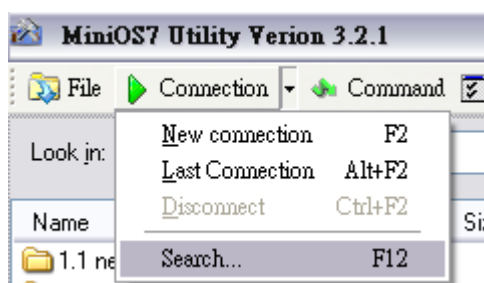 MiniOS7 Utility Verion 3.2.1
File Connection Command
New connection F2
Look in:
Last Connection Alt+F2
Disconnect Ctrl+F2
Name
Search... F12
1.1 ne